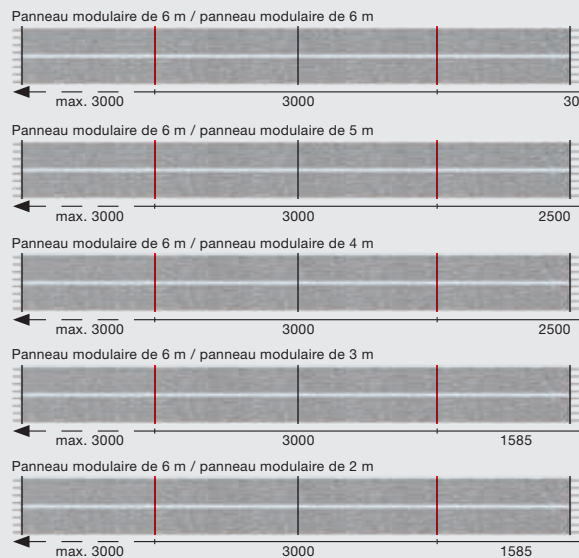 Panneau modulaire de 6 m / panneau modulaire de 6 m
max. 3000 3000 30
Panneau modulaire de 6 m / panneau modulaire de 5 m
max. 3000 3000 2500
Panneau modulaire de 6 m / panneau modulaire de 4 m
max. 3000 3000 2500
Panneau modulaire de 6 m / panneau modulaire de 3 m
max. 3000 3000 1585
Panneau modulaire de 6 m / panneau modulaire de 2 m
max. 3000 3000 1585